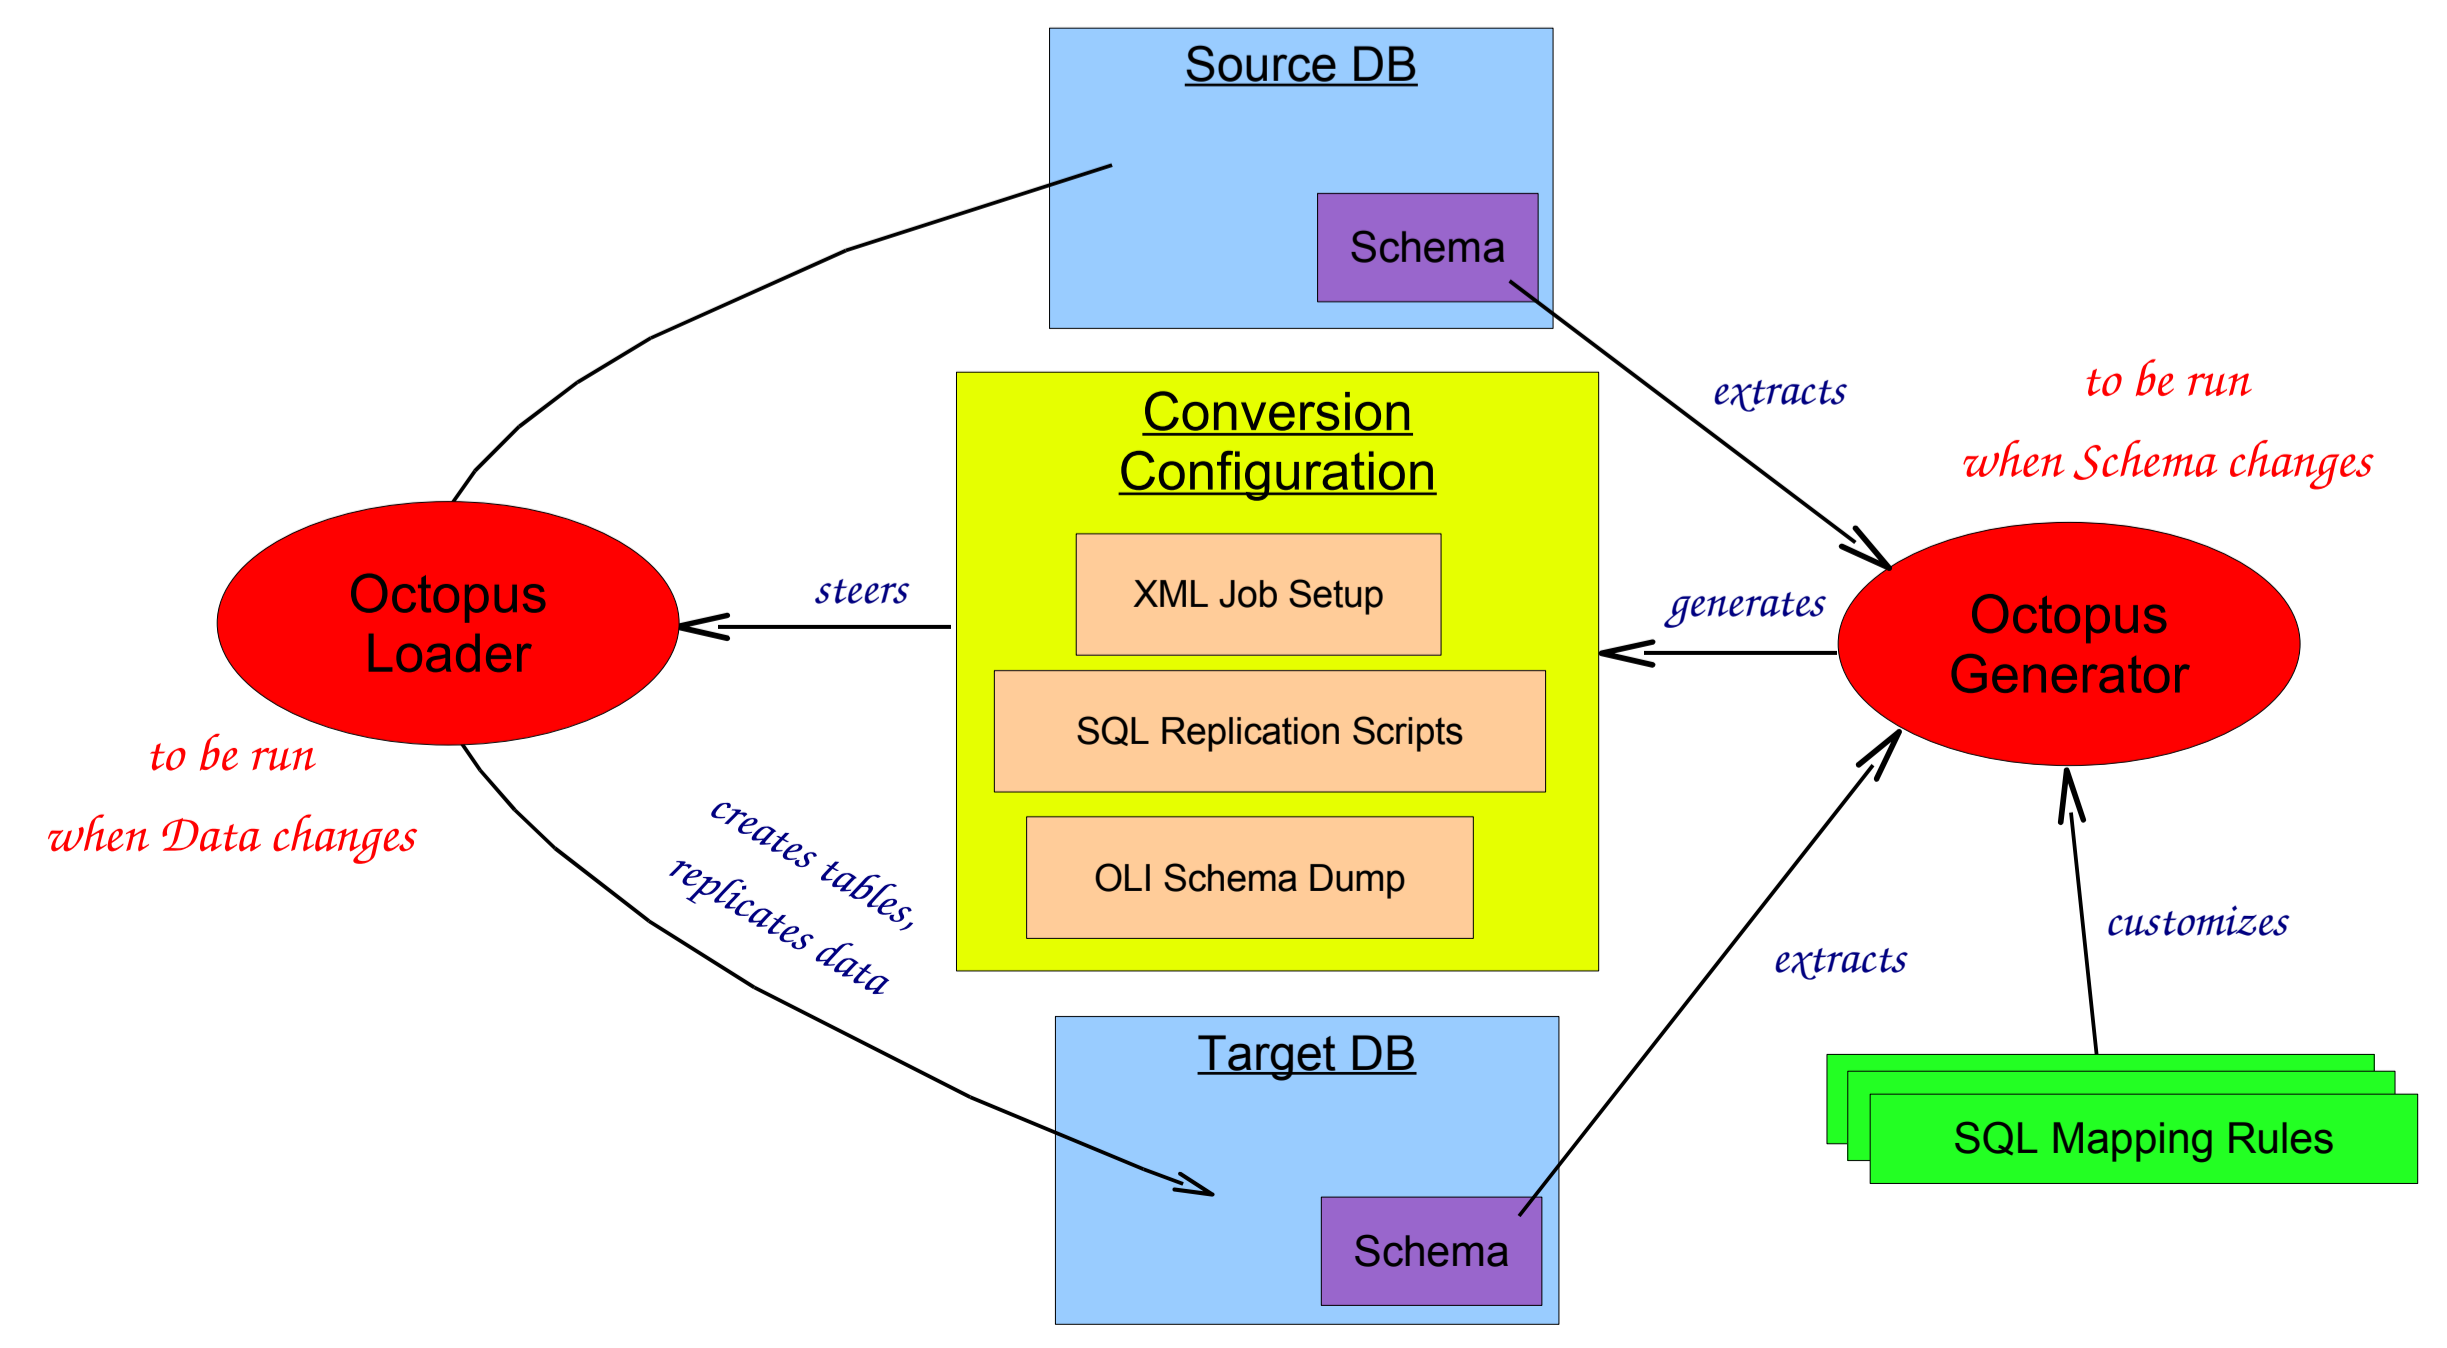 Source DB
Schema
extracts
to be run
when Schema changes
Conversion
Configuration
XML Job Setup
SQL Replication Scripts
OLI Schema Dump
steers
generates
Octopus
Loader
Octopus
Generator
to be run
when Data changes
creates tables,
replicates data
extracts
customizes
Target DB
Schema
SQL Mapping Rules